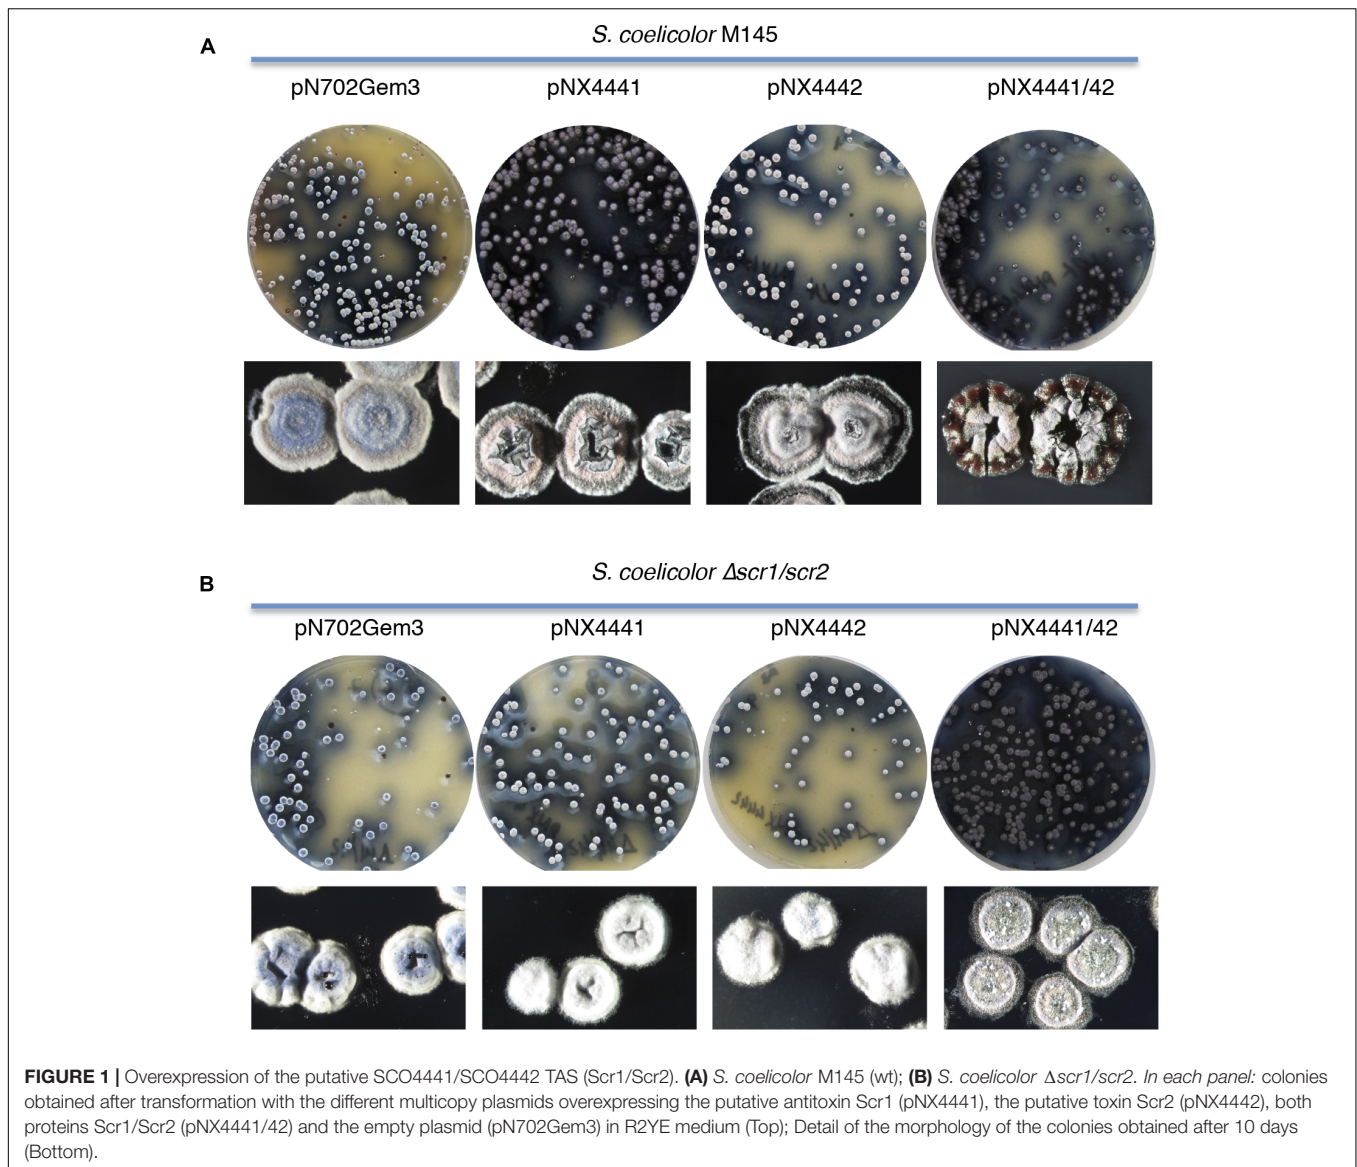 A
S. coelicolor M145
pN702Gem3 pNX4441 pNX4442 pNX4441/42
B
S. coelicolor Δscr1/scr2
pN702Gem3 pNX4441 pNX4442 pNX4441/42
FIGURE 1 | Overexpression of the putative SCO4441/SCO4442 TAS (Scr1/Scr2). (A) S. coelicolor M145 (wt); (B) S. coelicolor Δscr1/scr2. In each panel: colonies
obtained after transformation with the different multicopy plasmids overexpressing the putative antitoxin Scr1 (pNX4441), the putative toxin Scr2 (pNX4442), both
proteins Scr1/Scr2 (pNX4441/42) and the empty plasmid (pN702Gem3) in R2YE medium (Top); Detail of the morphology of the colonies obtained after 10 days
(Bottom).